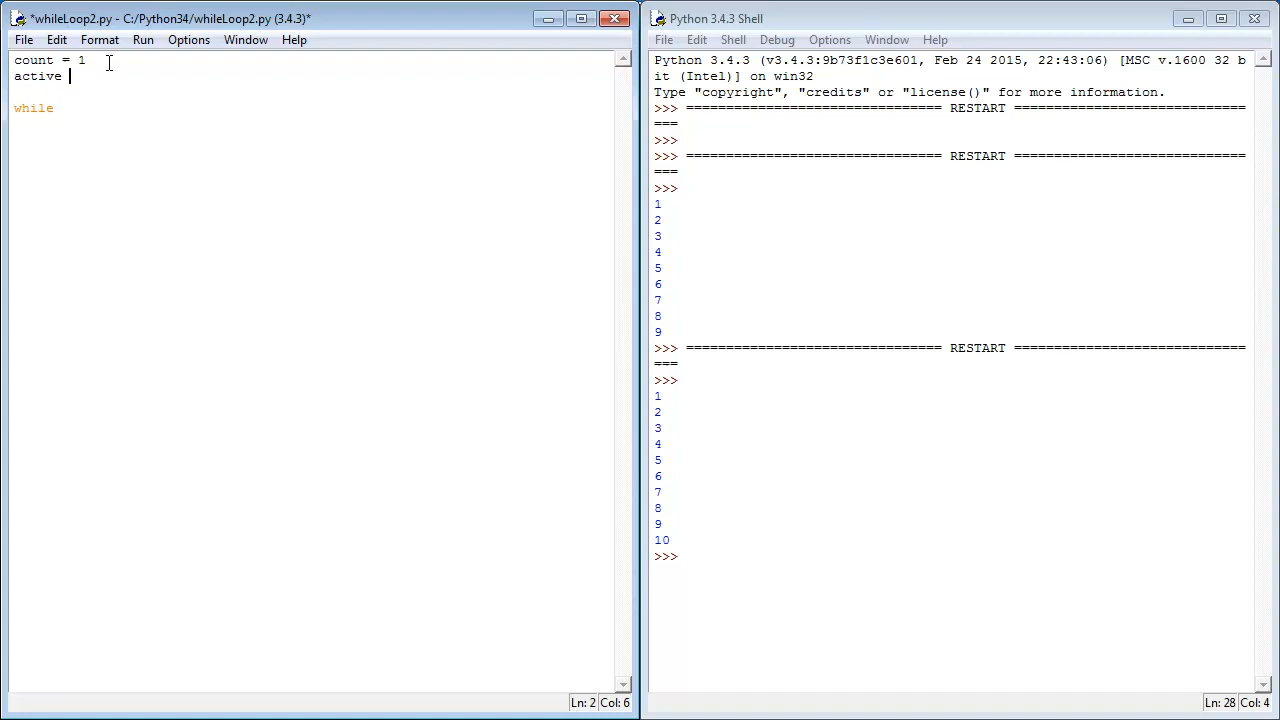 *whileLoop2.py - C:/Python34/whileLoop2.py (3.4.3)*
File Edit Format Run Options Window Help
count = 1
active
while
Ln: 2 Col: 6
Python 3.4.3 Shell
File Edit Shell Debug Options Window Help
Python 3.4.3 (v3.4.3:9b73f1c3e601, Feb 24 2015, 22:43:06) [MSC v.1600 32 b
it (Intel)] on win32
Type "copyright", "credits" or "license()" for more information.
>>> ================================ RESTART =============================
===
>>>
>>> ================================ RESTART =============================
===
>>>
1
2
3
4
5
6
7
8
9
>>> ================================ RESTART =============================
===
>>>
1
2
3
4
5
6
7
8
9
10
>>>
Ln: 28 Col: 4